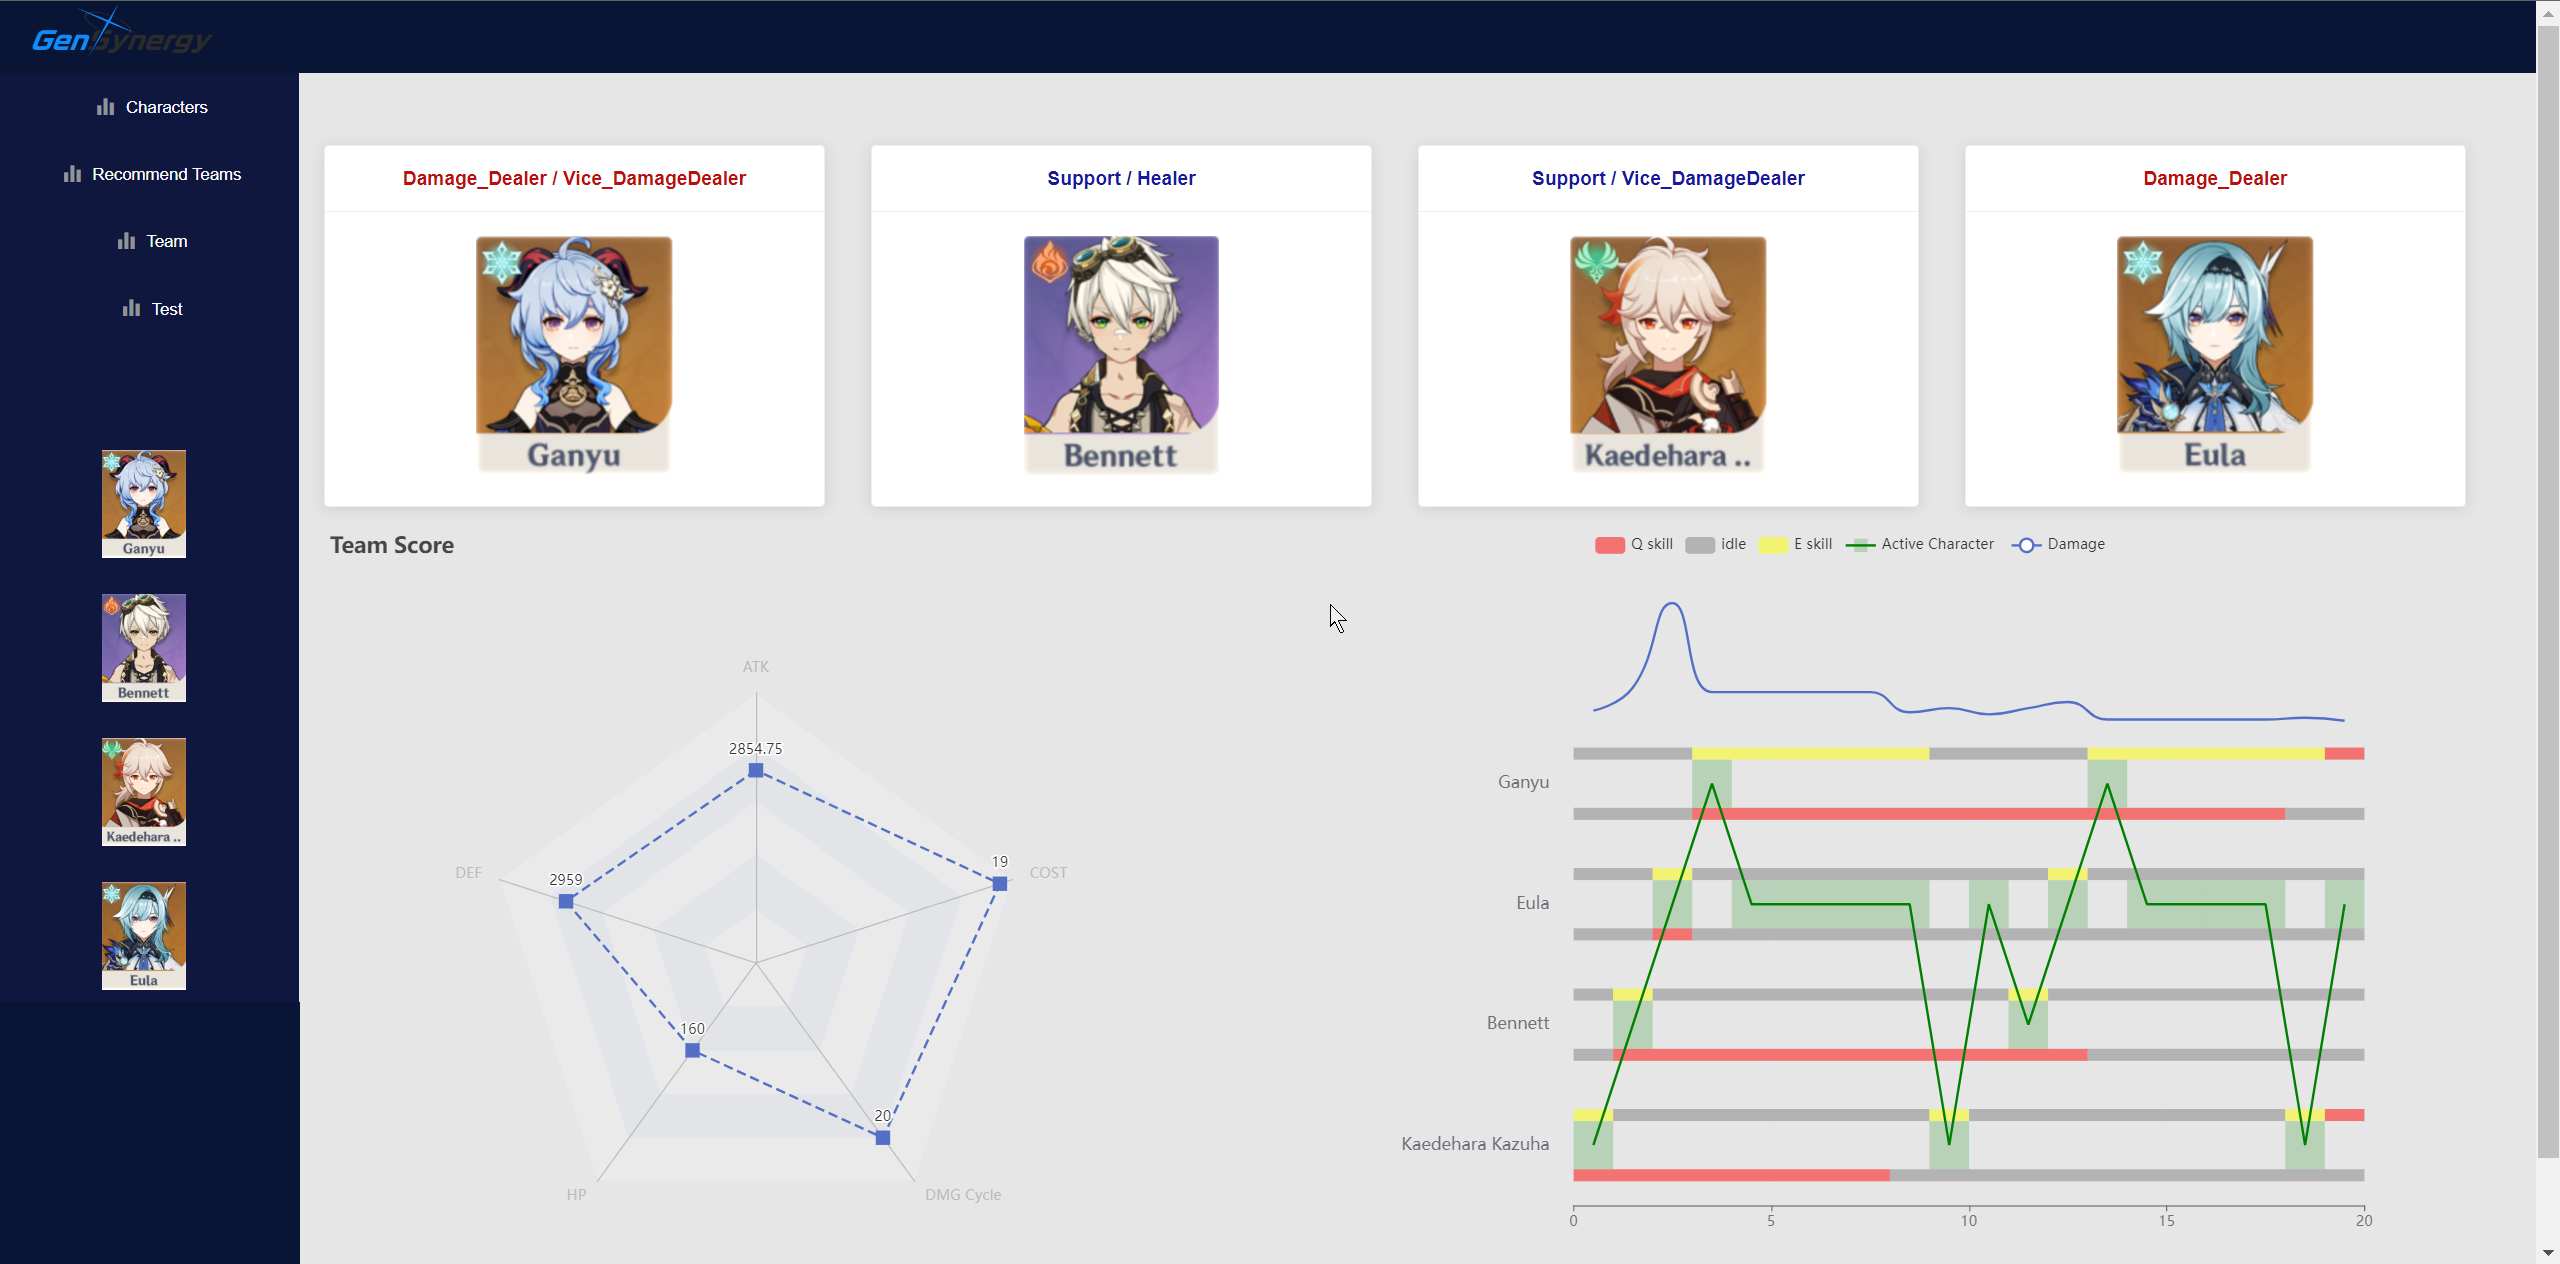 GenSynergy
Characters
Recommend Teams
Team
Test
Ganyu
Bennett
Kaedehara ..
Eula
Damage_Dealer / Vice_DamageDealer
Ganyu
Support / Healer
Bennett
Support / Vice_DamageDealer
Kaedehara ..
Damage_Dealer
Eula
Team Score
ATK
2854.75
19
COST
DEF
2959
160
20
HP
DMG Cycle
Q skill idle E skill Active Character Damage
Ganyu
Eula
Bennett
Kaedehara Kazuha
0 5 10 15 20